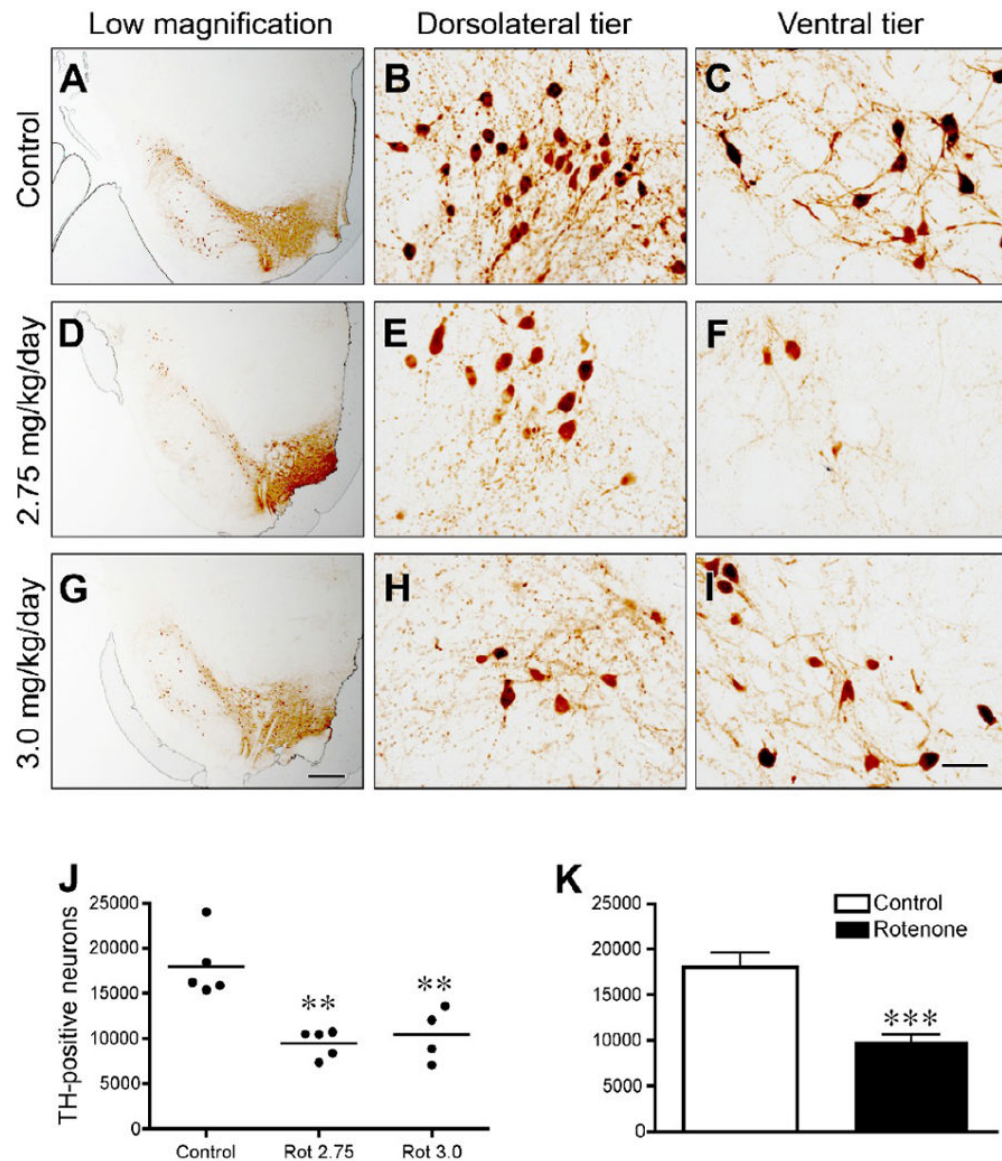 Low magnification Dorsolateral tier Ventral tier
Control
A B C
2.75 mg/kg/day
D E F
3.0 mg/kg/day
G H I
J
TH-positive neurons
25000
20000
15000
10000
5000
0
** **
Control Rot 2.75 Rot 3.0
K
25000
20000
15000
10000
5000
0
Control
Rotenone
***